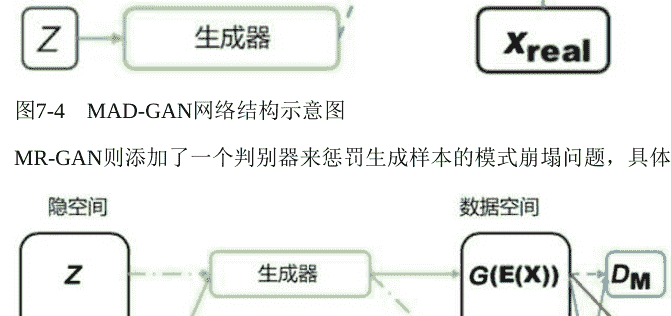 Z 生成器 Xreal
图7-4 MAD-GAN网络结构示意图
MR-GAN则添加了一个判别器来惩罚生成样本的模式崩塌问题，具体
隐空间 数据空间
Z 生成器 G(E(X)) DM